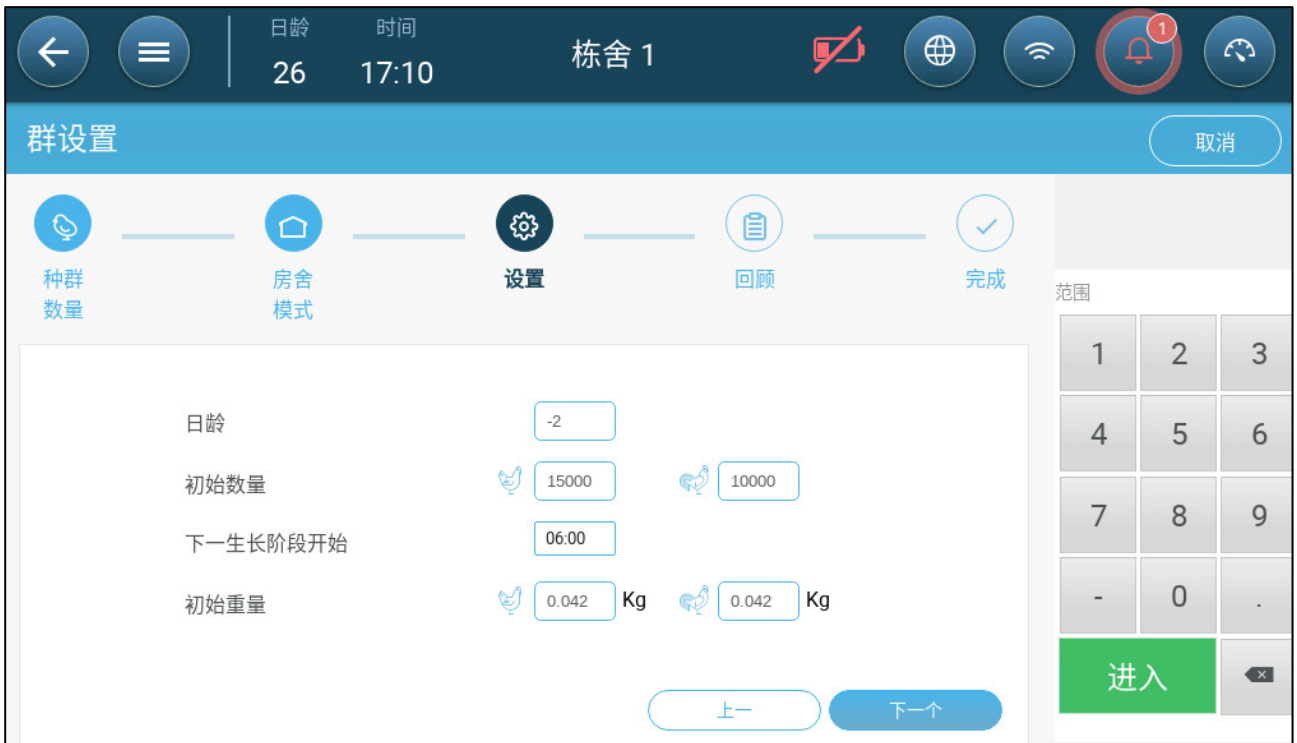 日龄 时间
26 17:10
栋舍 1
1
群设置
取消
种群
数量
房舍
模式
设置
回顾
完成
范围
日龄 -2
初始数量 15000 10000
下一生长阶段开始 06:00
初始重量 0.042 Kg 0.042 Kg
上一 下一个
1 2 3
4 5 6
7 8 9
- 0 .
进入